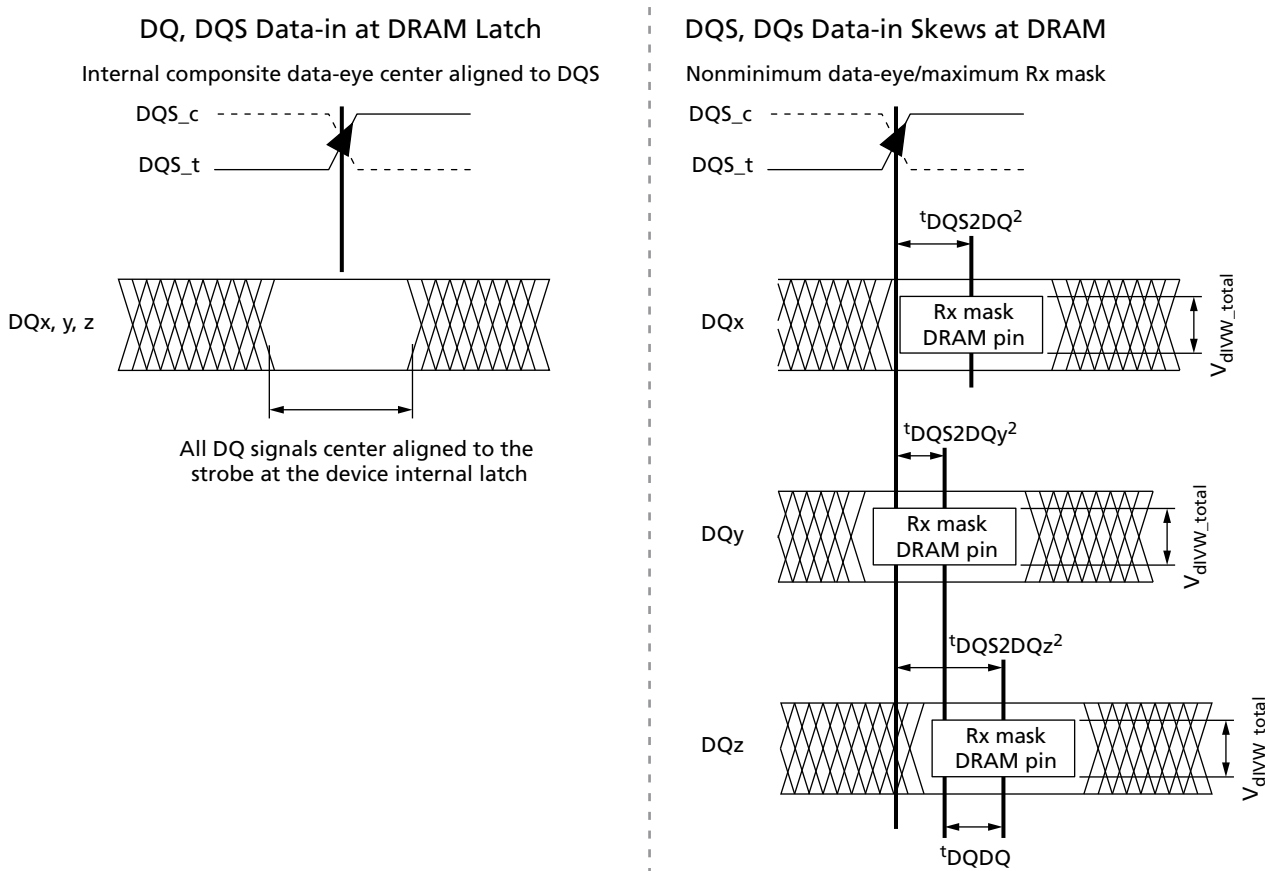 DQ, DQS Data-in at DRAM Latch
Internal componsite data-eye center aligned to DQS
DQS_c
DQS_t
DQx, y, z
All DQ signals center aligned to the
strobe at the device internal latch
DQS, DQs Data-in Skews at DRAM
Nonminimum data-eye/maximum Rx mask
DQS_c
DQS_t
tDQS2DQ2
DQx
Rx mask
DRAM pin
VdIVW_total
tDQS2DQy2
DQy
Rx mask
DRAM pin
VdIVW_total
tDQS2DQz2
DQz
Rx mask
DRAM pin
VdIVW_total
tDQDQ